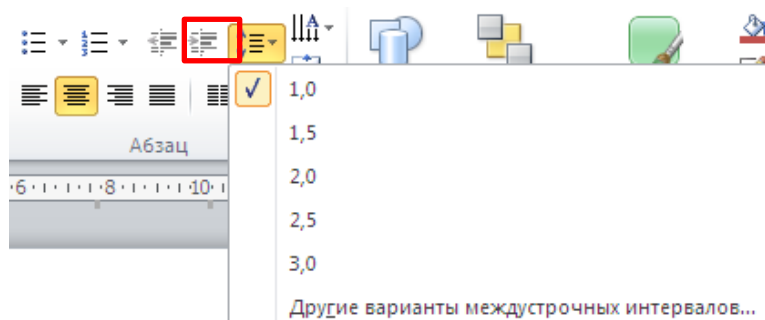 1,0
1,5
Абзац
·6·ı·ı·ı·8·ı·ı·ı·10·ı
2,0
2,5
3,0
Другие варианты междустрочных интервалов...